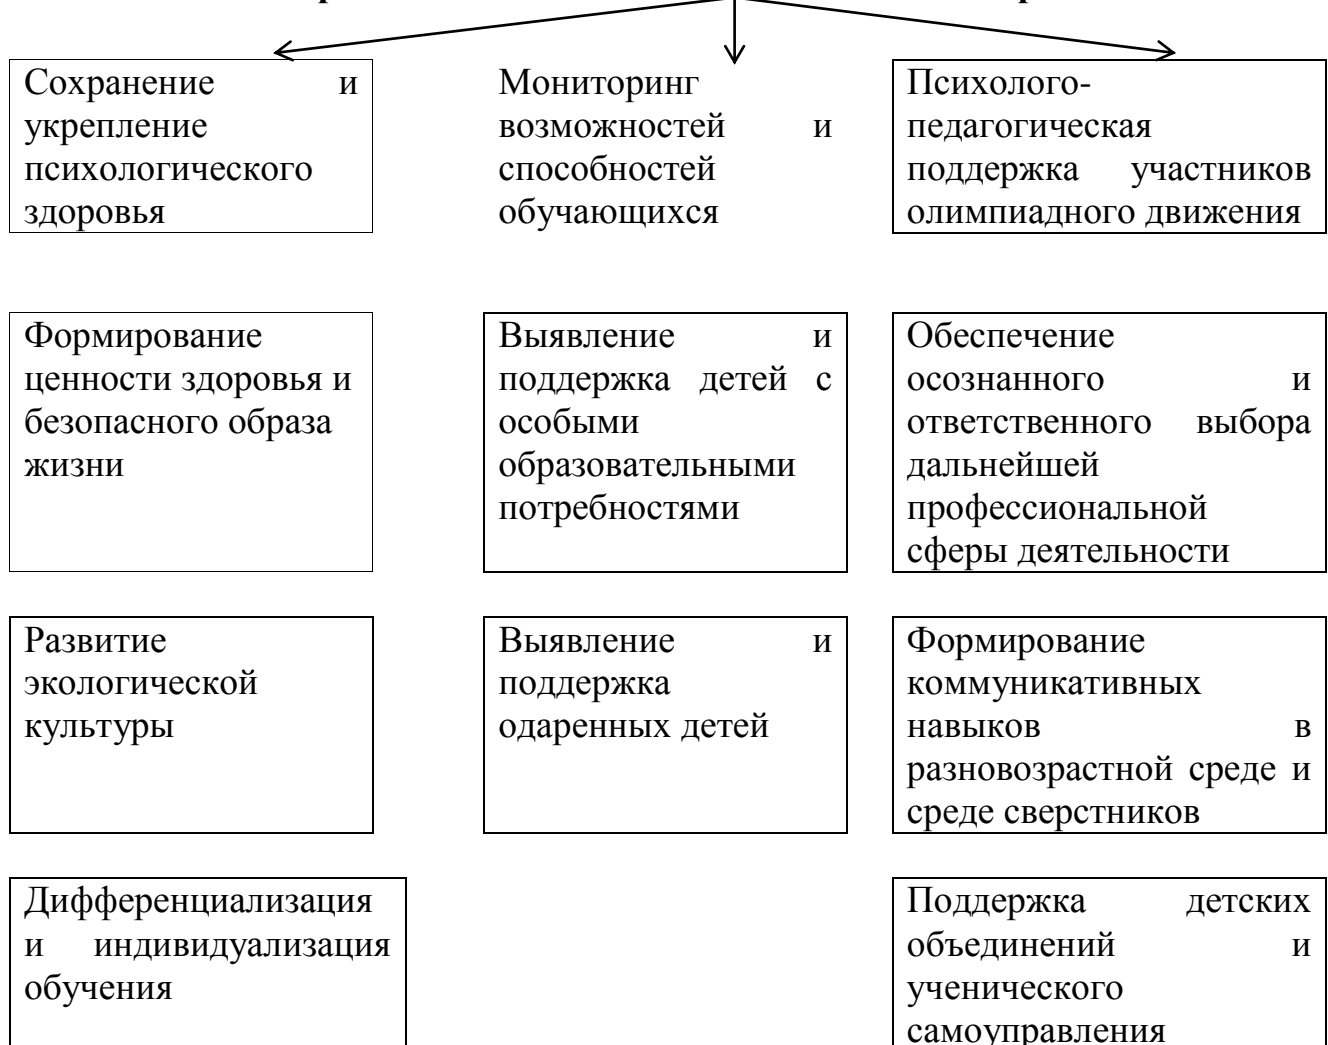 Сохранение и
укрепление
психологического
здоровья
Мониторинг
возможностей и
способностей
обучающихся
Психолого-
педагогическая
поддержка участников
олимпиадного движения
Формирование
ценности здоровья и
безопасного образа
жизни
Выявление и
поддержка детей с
особыми
образовательными
потребностями
Обеспечение
осознанного и
ответственного выбора
дальнейшей
профессиональной
сферы деятельности
Развитие
экологической
культуры
Выявление и
поддержка
одаренных детей
Формирование
коммуникативных
навыков в
разновозрастной среде и
среде сверстников
Дифференциализация
и индивидуализация
обучения
Поддержка детских
объединений и
ученического
самоуправления